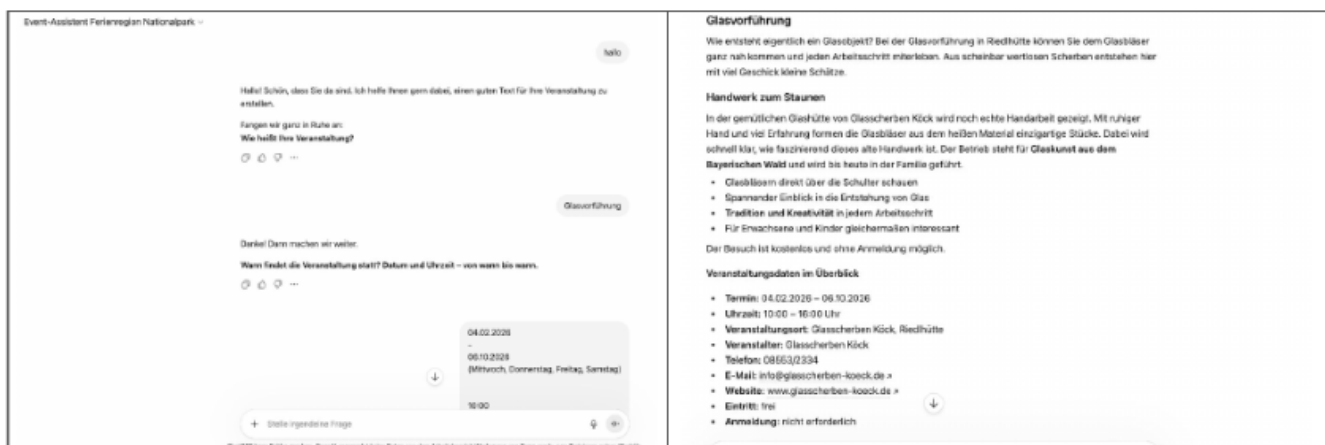 Event-Assistent Ferienregion Nationalpark
hallo
Hallo! Schön, dass Sie da sind. Ich helfe Ihnen gern dabei, einen guten Text für Ihre Veranstaltung zu
erstellen.
Fangen wir ganz in Ruhe an:
Wie heißt Ihre Veranstaltung?
Glasvorführung
Danke! Dann machen wir weiter.
Wann findet die Veranstaltung statt? Datum und Uhrzeit – von wann bis wann.
04.02.2026
–
06.10.2026
(Mittwoch, Donnerstag, Freitag, Samstag)
Stelle irgendeine Frage
Glasvorführung
Wie entsteht eigentlich ein Glasobjekt? Bei der Glasvorführung in Riedlhütte können Sie dem Glasbläser
ganz nah kommen und jeden Arbeitsschritt miterleben. Aus scheinbar wertlosen Scherben entstehen hier
mit viel Geschick kleine Schätze.
Handwerk zum Staunen
In der gemütlichen Glashütte von Glasscherben Köck wird noch echte Handarbeit gezeigt. Mit ruhiger
Hand und viel Erfahrung formen die Glasbläser aus dem heißen Material einzigartige Stücke. Dabei wird
schnell klar, wie faszinierend dieses alte Handwerk ist. Der Betrieb steht für Glaskunst aus dem
Bayerischen Wald und wird bis heute in der Familie geführt.
• Glasbläsern direkt über die Schulter schauen
• Spannender Einblick in die Entstehung von Glas
• Tradition und Kreativität in jedem Arbeitsschritt
• Für Erwachsene und Kinder gleichermaßen interessant
Der Besuch ist kostenlos und ohne Anmeldung möglich.
Veranstaltungsdaten im Überblick
• Termin: 04.02.2026 – 06.10.2026
• Uhrzeit: 10:00 – 16:00 Uhr
• Veranstaltungsort: Glasscherben Köck, Riedlhütte
• Veranstalter: Glasscherben Köck
• Telefon: 08553/2334
• E-Mail: info@glasscherben-koeck.de
• Website: www.glasscherben-koeck.de
• Eintritt: frei
• Anmeldung: nicht erforderlich